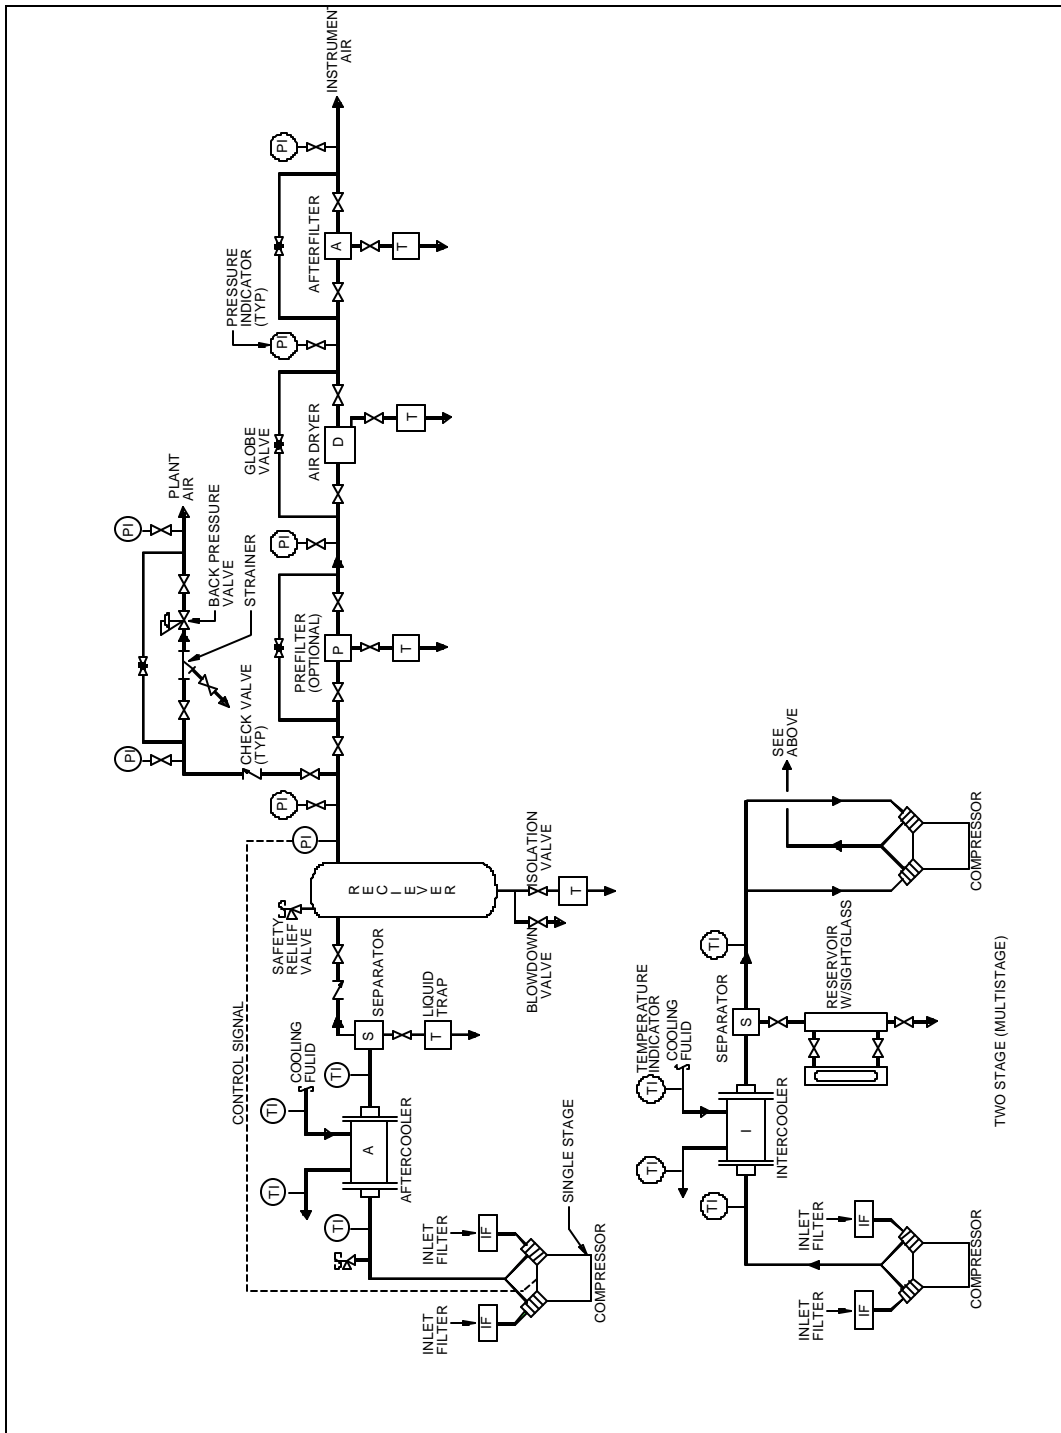 PI
PI
PLANT
AIR
BACK PRESSURE
VALVE
STRAINER
CHECK VALVE
(TYP)
PRESSURE
INDICATOR
(TYP)
GLOBE
VALVE
CONTROL SIGNAL
TI
TI
COOLING
FULID
SAFETY
RELIEF
VALVE
PI
PI
PI
PI
PREFILTER
(OPTIONAL)
AIR DRYER
AFTERFILTER
INSTRUMENT
AIR
TI
TI
A
AFTERCOOLER
S
SEPARATOR
RECIEVER
PI
P
D
A
T
LIQUID
TRAP
T
T
T
INLET
FILTER
IF
INLET
FILTER
IF
SINGLE STAGE
COMPRESSOR
BLOWDOWN
VALVE
ISOLATION
VALVE
T
TI
TI
TEMPERATURE
INDICATOR
COOLING
FULID
TI
TI
SEPARATOR
I
S
INTERCOOLER
SEE
ABOVE
RESERVOIR
W/SIGHTGLASS
INLET
FILTER
IF
INLET
FILTER
IF
COMPRESSOR
COMPRESSOR
TWO STAGE (MULTISTAGE)